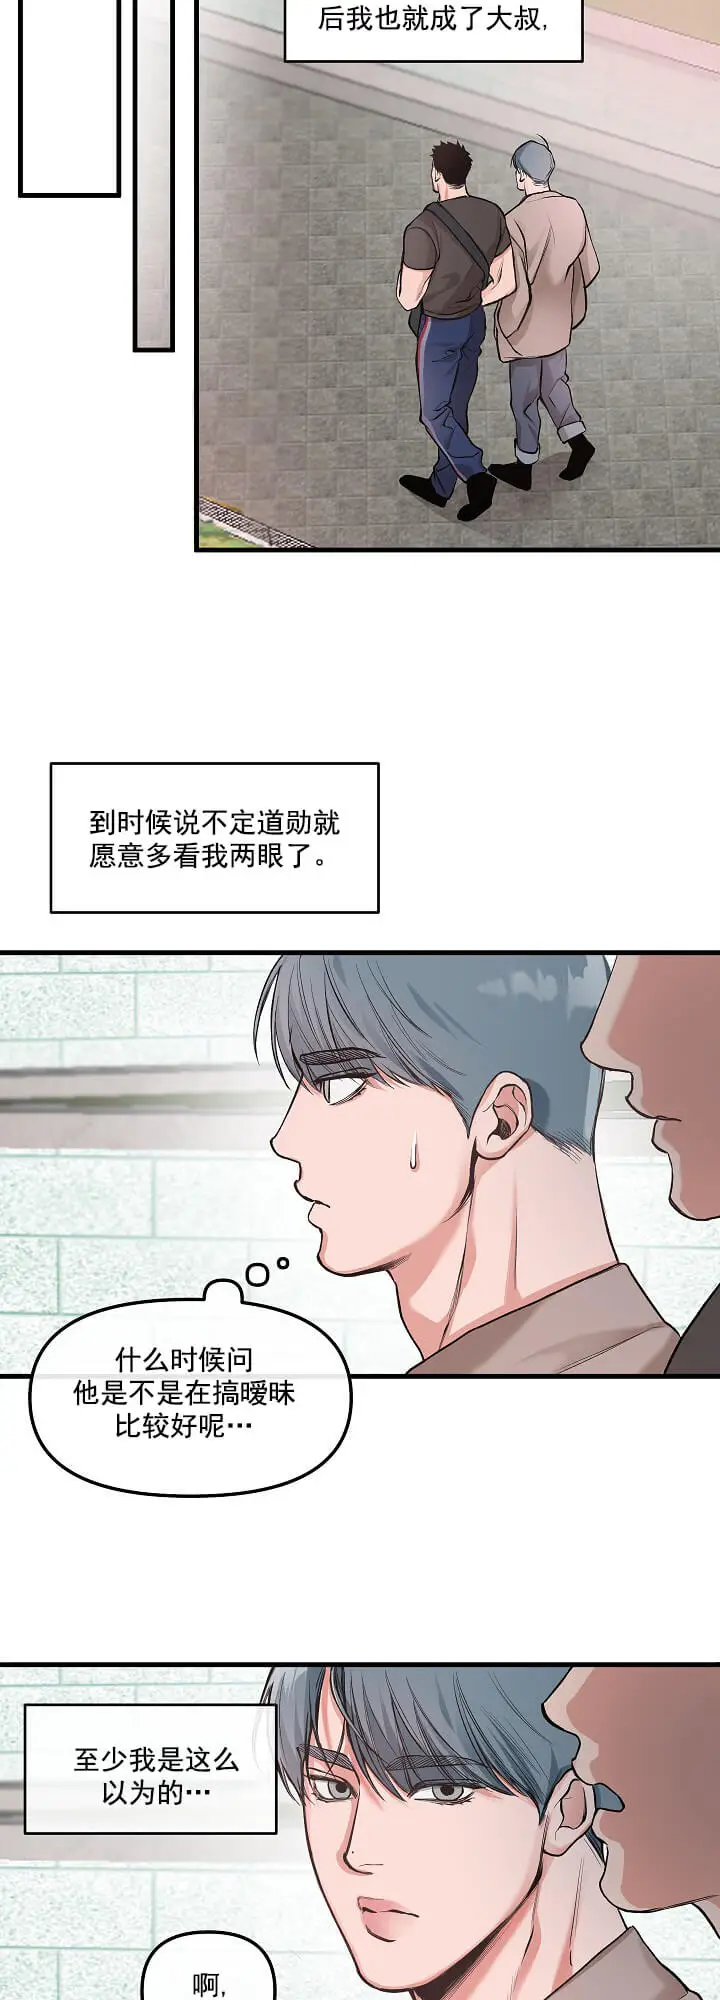 后我也就成了大叔,
到时候说不定道勋就
愿意多看我两眼了。
什么时候问
他是不是在搞暧昧
比较好呢…
至少我是这么
以为的…
啊,